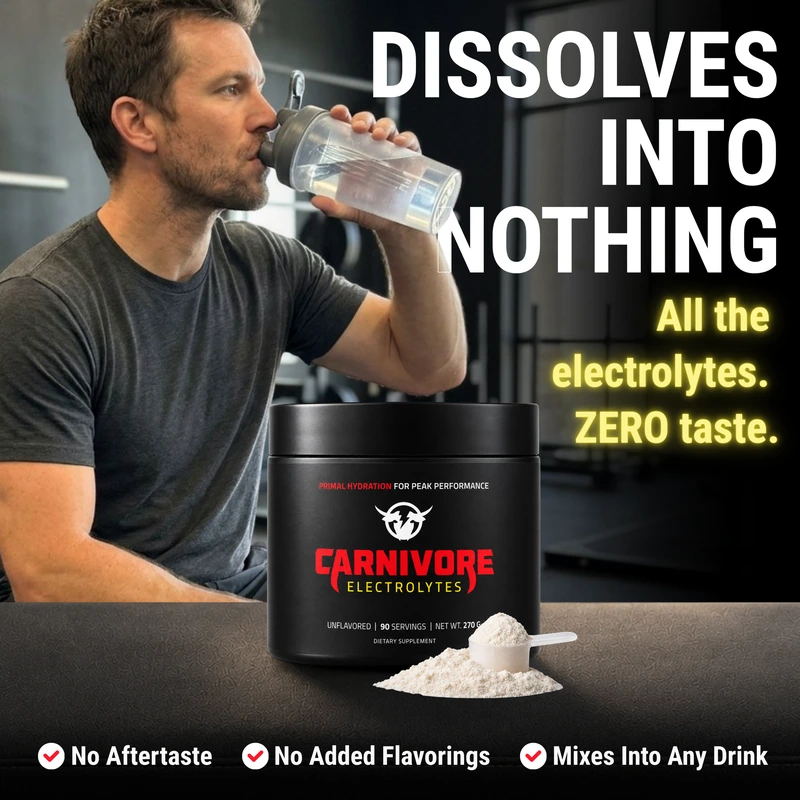 DISSOLVES
INTO
NOTHING
All the
electrolytes.
ZERO taste.
PRIMAL HYDRATION FOR PEAK PERFORMANCE
CARNIVORE
ELECTROLYTES
UNFLAVORED | 90 SERVINGS | NET WT. 270 G
DIETARY SUPPLEMENT
No Aftertaste
No Added Flavorings
Mixes Into Any Drink